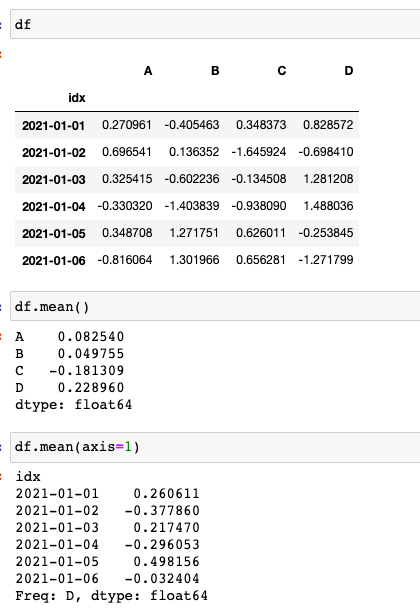 df
A B C D
idx
2021-01-01 0.270961 -0.405463 0.348373 0.828572
2021-01-02 0.696541 0.136352 -1.645924 -0.698410
2021-01-03 0.325415 -0.602236 -0.134508 1.281208
2021-01-04 -0.330320 -1.403839 -0.938090 1.488036
2021-01-05 0.348708 1.271751 0.626011 -0.253845
2021-01-06 -0.816064 1.301966 0.656281 -1.271799
df.mean()
A 0.082540
B 0.049755
C -0.181309
D 0.228960
dtype: float64
df.mean(axis=1)
idx
2021-01-01 0.260611
2021-01-02 -0.377860
2021-01-03 0.217470
2021-01-04 -0.296053
2021-01-05 0.498156
2021-01-06 -0.032404
Freq: D, dtype: float64